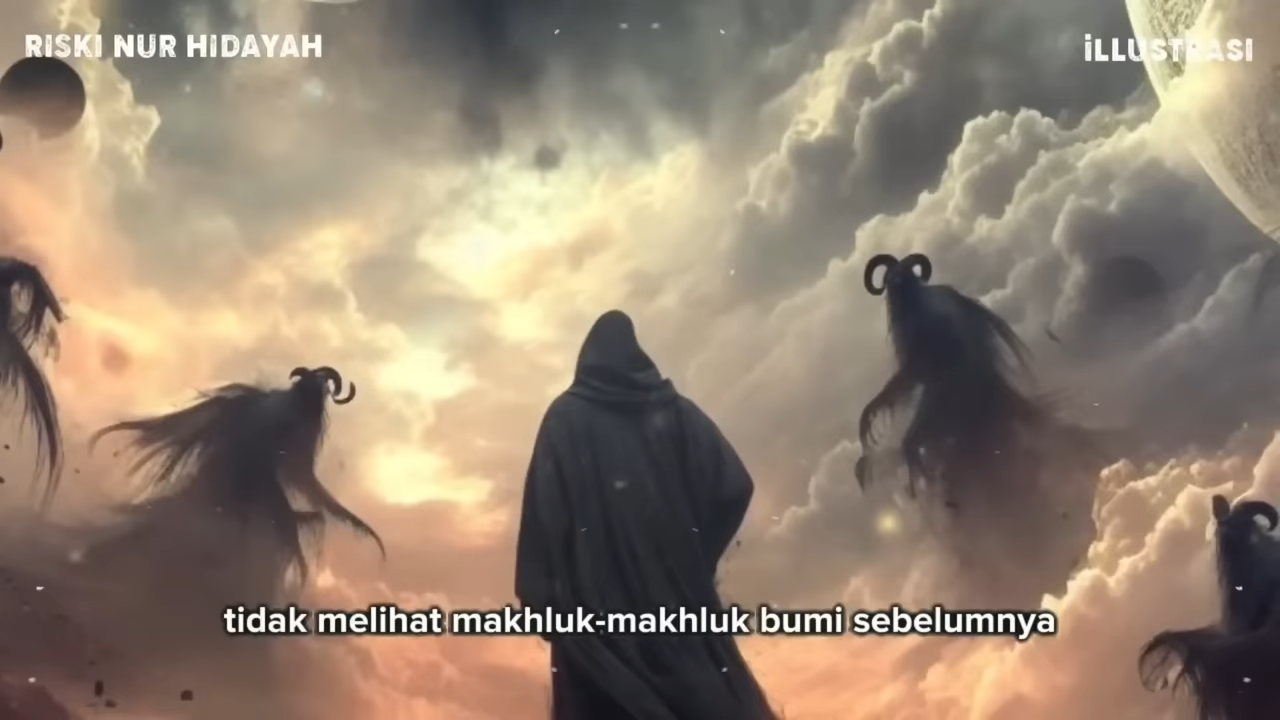 RISKI NUR HIDAYAH
iLLUSTRASI
tidak melihat makhluk-makhluk bumi sebelumnya